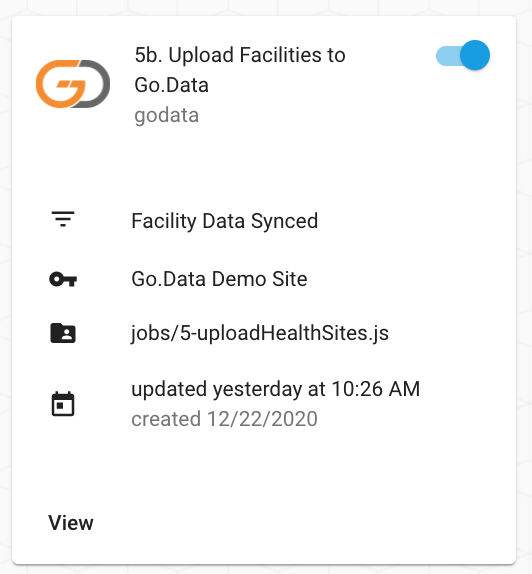 5b. Upload Facilities to
Go.Data
godata
Facility Data Synced
Go.Data Demo Site
jobs/5-uploadHealthSites.js
updated yesterday at 10:26 AM
created 12/22/2020
View